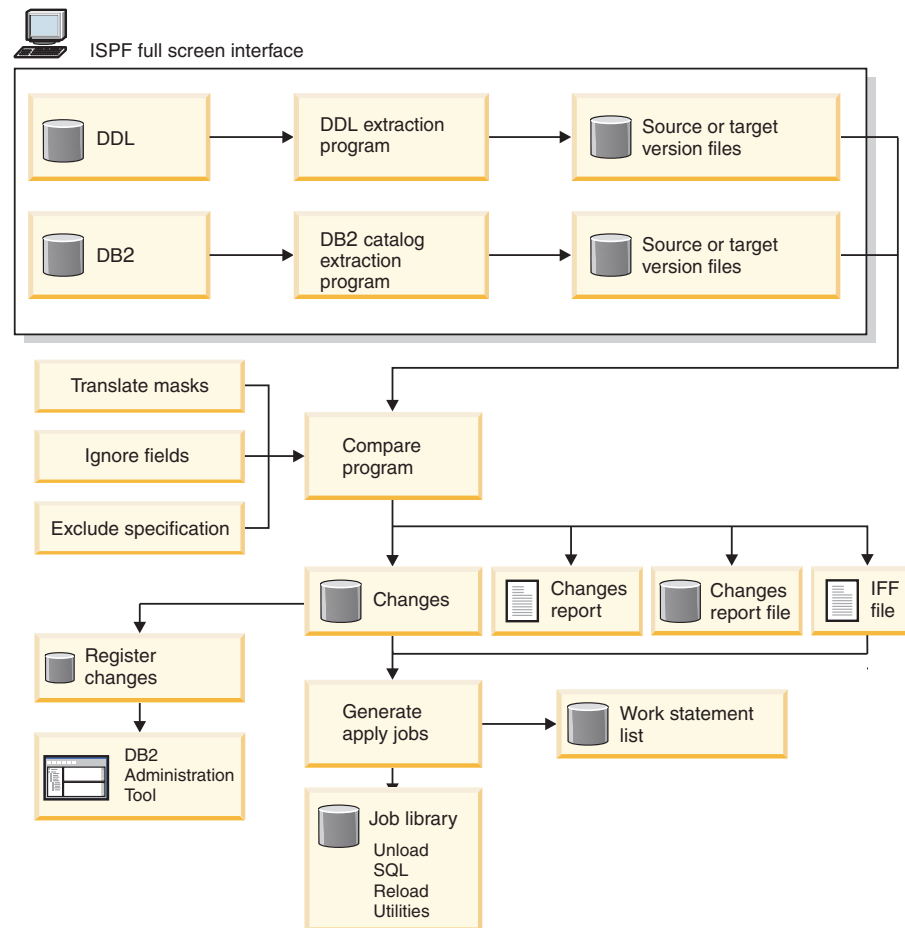 ISPF full screen interface
DDL
DDL extraction
program
Source or target
version files
DB2
DB2 catalog
extraction
program
Source or target
version files
Translate masks
Ignore fields
Exclude specification
Compare
program
Changes
Changes
report
Changes
report file
IFF
file
Register
changes
Generate
apply jobs
Work statement
list
DB2
Administration
Tool
Job library
Unload
SQL
Reload
Utilities